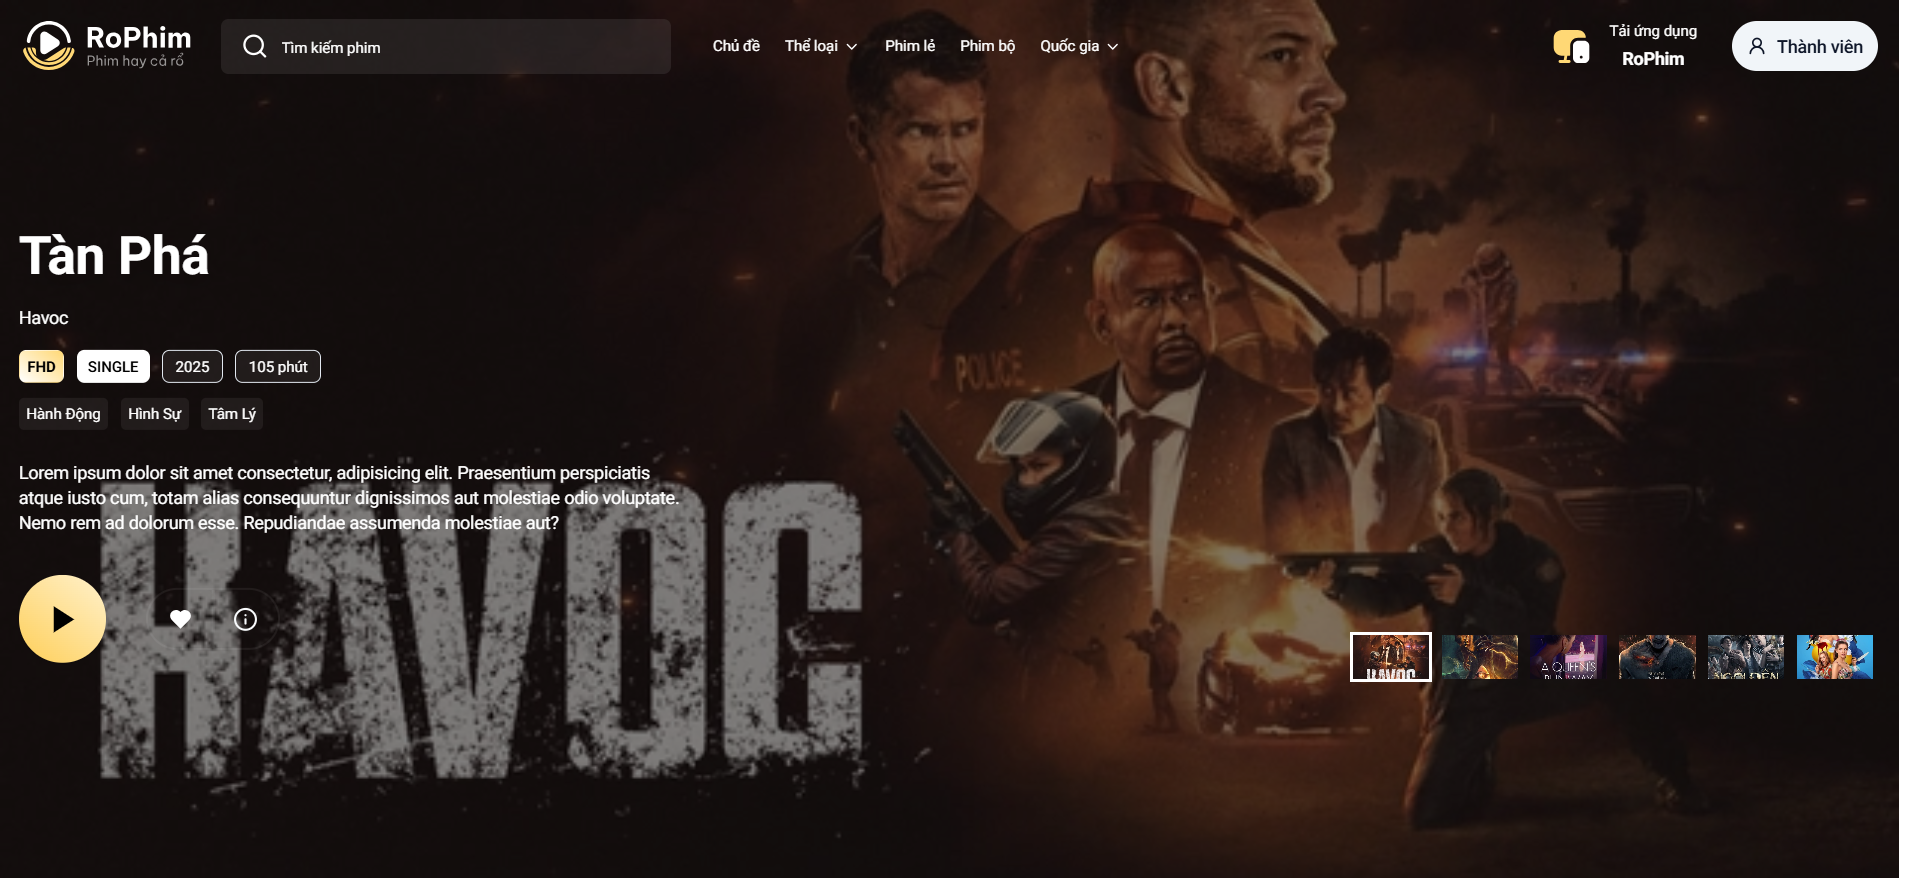 RoPhim
Phim hay cả rổ
Tìm kiếm phim
Chủ đề
Thể loại
Phim lẻ
Phim bộ
Quốc gia
Tải ứng dụng
RoPhim
Thành viên
Tàn Phá
Havoc
FHD
SINGLE
2025
105 phút
Hành Động
Hình Sự
Tâm Lý
POLICE
Lorem ipsum dolor sit amet consectetur, adipisicing elit. Praesentium perspiciatis
atque iusto cum, totam alias consequuntur dignissimos aut molestiae odio voluptate.
Nemo rem ad dolorum esse. Repudiandae assumenda molestiae aut?
HAVOC
HAVOC
A QUEEN'S
RUNWAY